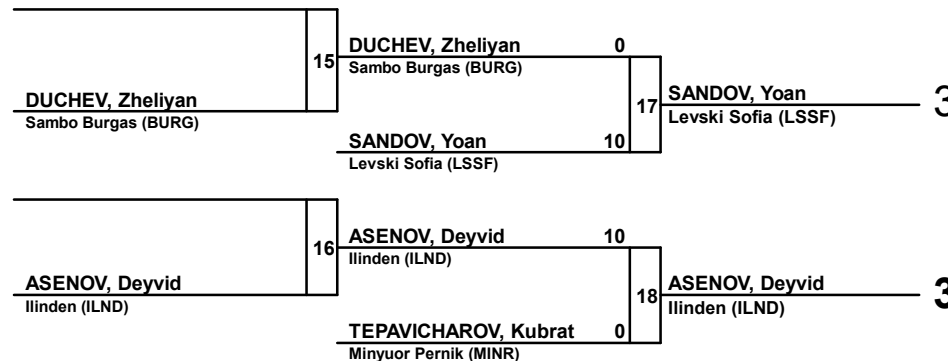 15
DUCHEV, Zheliyan 0
Sambo Burgas (BURG)
DUCHEV, Zheliyan
Sambo Burgas (BURG)
17
SANDOV, Yoan
Levski Sofia (LSSF)
3
SANDOV, Yoan 10
Levski Sofia (LSSF)
16
ASENOV, Deyvid 10
Ilinden (ILND)
ASENOV, Deyvid
Ilinden (ILND)
18
ASENOV, Deyvid
Ilinden (ILND)
3
TEPAVICHAROV, Kubrat 0
Minyuor Pernik (MINR)